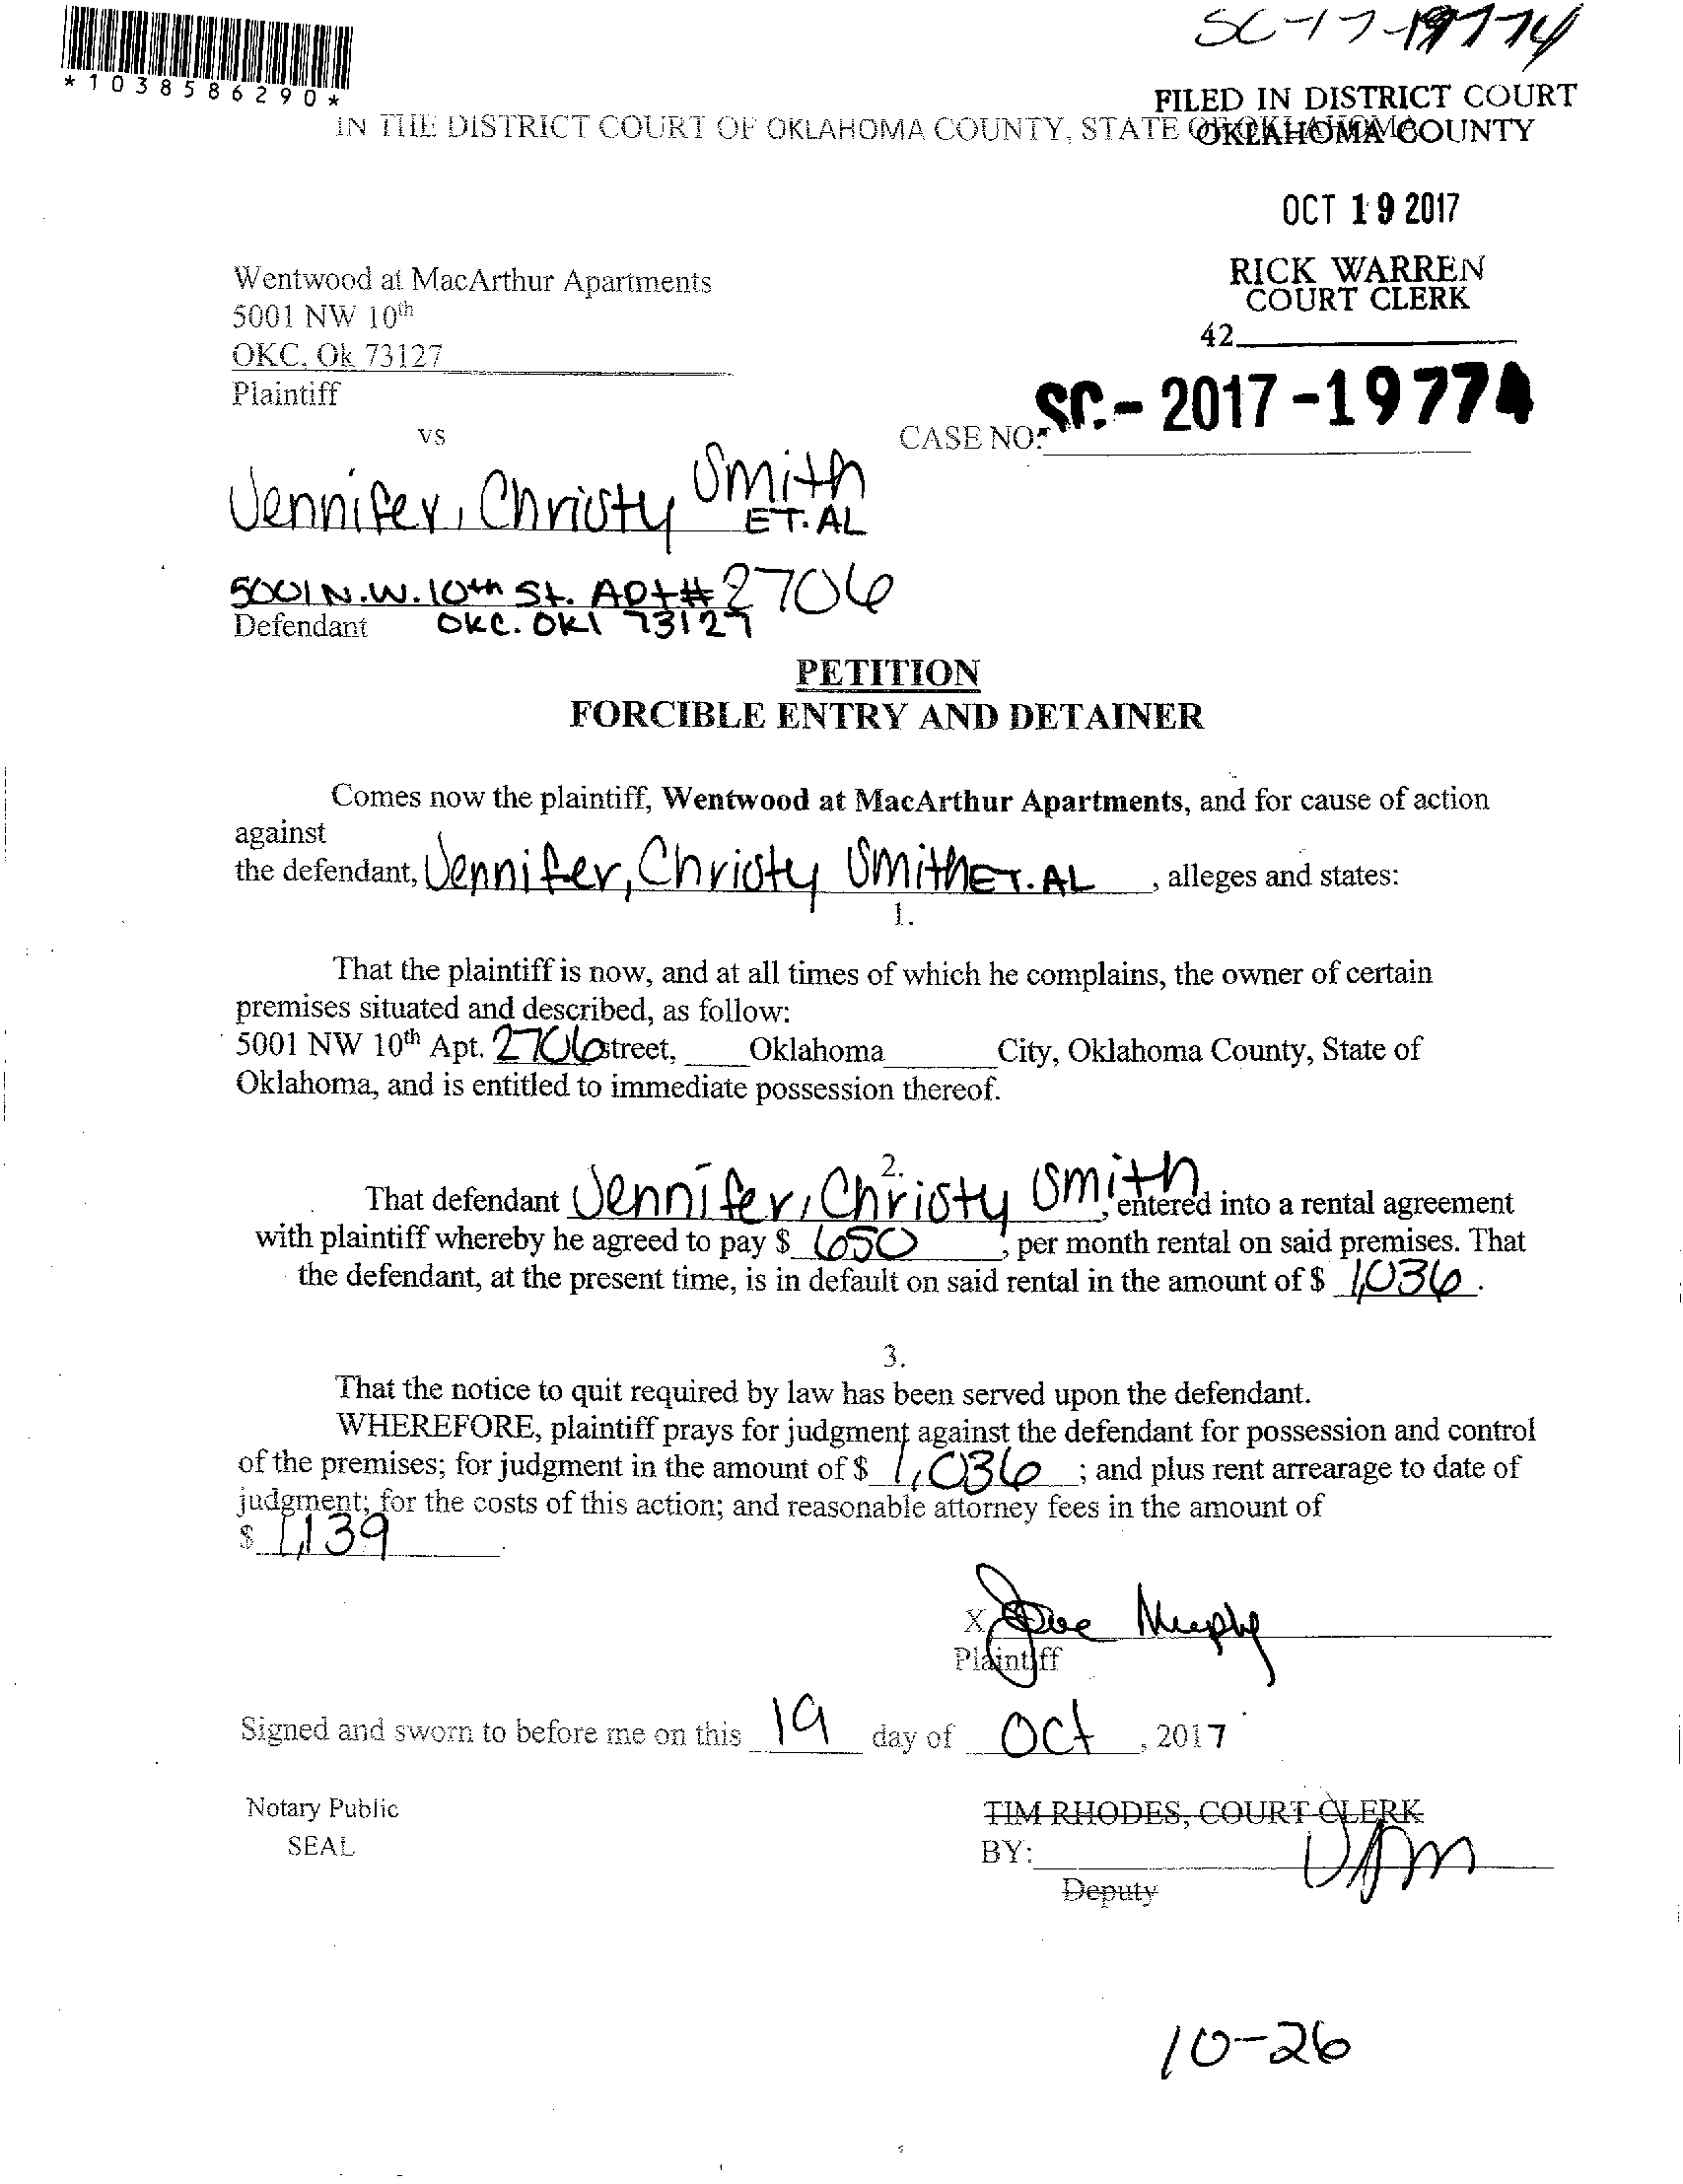 SC-17-19774
*1038586290*
FILED IN DISTRICT COURT
OKLAHOMA COUNTY
IN THE DISTRICT COURT OF OKLAHOMA COUNTY, STATE OF OKLAHOMA
OCT 19 2017
RICK WARREN
COURT CLERK
42
Wentwood at MacArthur Apartments
5001 NW 10th
OKC, Ok 73127
Plaintiff
vs
CASE NO: SC - 2017 - 19774
Jennifer, Christy Smith
ET. AL
5001 N.W. 10th St. APt# 2706
Defendant OKC. OKl 73127
PETITION
FORCIBLE ENTRY AND DETAINER
Comes now the plaintiff, Wentwood at MacArthur Apartments, and for cause of action
against
the defendant, Jennifer, Christy Smith ET. AL , alleges and states:
1.
That the plaintiff is now, and at all times of which he complains, the owner of certain
premises situated and described, as follow:
5001 NW 10th Apt. 2706 street, Oklahoma City, Oklahoma County, State of
Oklahoma, and is entitled to immediate possession thereof.
2.
That defendant Jennifer, Christy Smith , entered into a rental agreement
with plaintiff whereby he agreed to pay $ 650 , per month rental on said premises. That
the defendant, at the present time, is in default on said rental in the amount of $ 1,036 .
3.
That the notice to quit required by law has been served upon the defendant.
WHEREFORE, plaintiff prays for judgment against the defendant for possession and control
of the premises; for judgment in the amount of $ 1,036 ; and plus rent arrearage to date of
judgment; for the costs of this action; and reasonable attorney fees in the amount of
$ 1,139
X Murphy
Plaintiff
Signed and sworn to before me on this 19 day of Oct , 2017
Notary Public
SEAL
TIM RHODES, COURT CLERK
BY:
Deputy
10-26